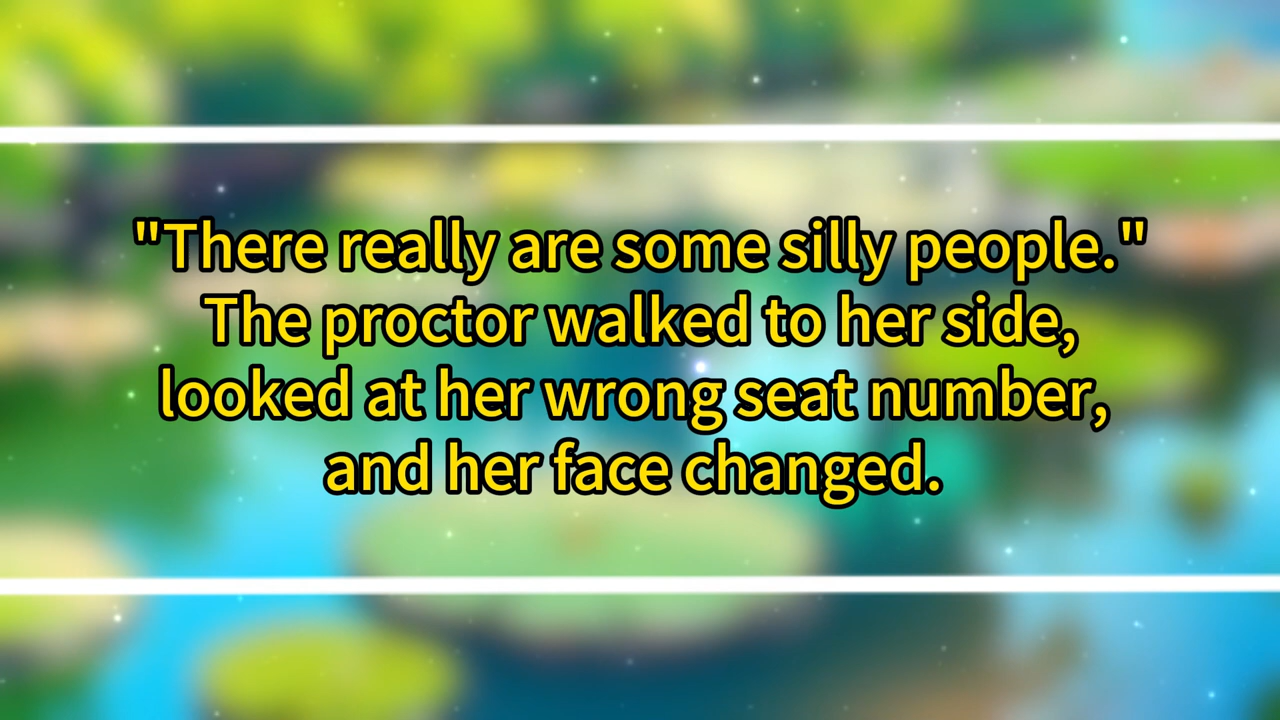 "There really are some silly people."
The proctor walked to her side,
looked at her wrong seat number,
and her face changed.